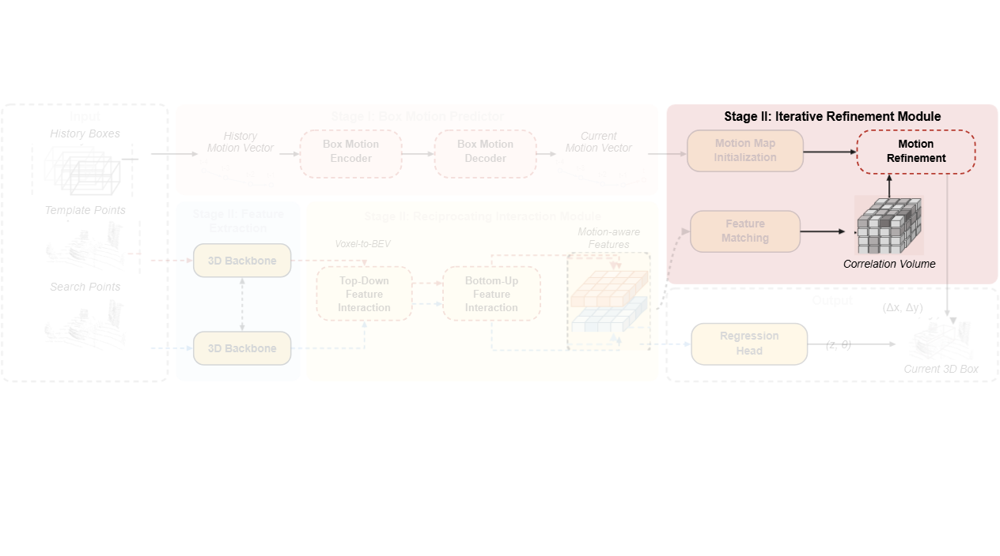 Input
History Boxes
Template Points
Search Points
Stage I: Box Motion Predictor
History
Motion Vector
Box Motion
Encoder
Box Motion
Decoder
Current
Motion Vector
Stage II: Feature
Extraction
3D Backbone
3D Backbone
Stage II: Reciprocating Interaction Module
Voxel-to-BEV
Top-Down
Feature
Interaction
Bottom-Up
Feature
Interaction
Motion-aware
Features
Stage II: Iterative Refinement Module
Motion Map
Initialization
Motion
Refinement
Feature
Matching
Correlation Volume
Output
(Δx, Δy)
Regression
Head
(z, θ)
Current 3D Box